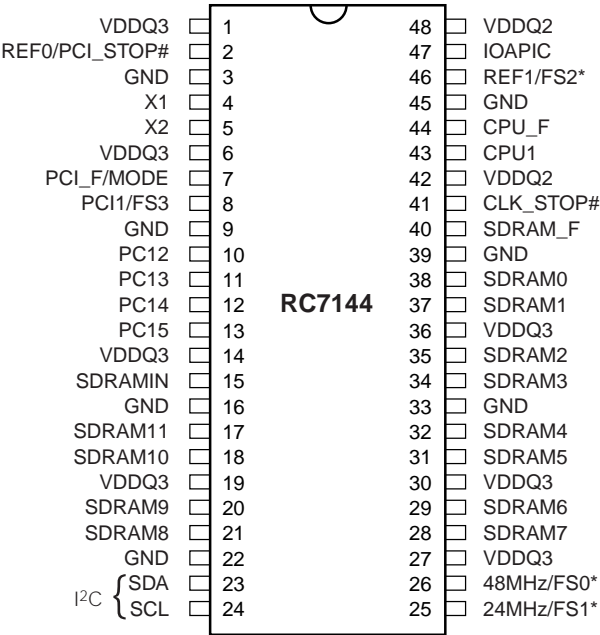 VDDQ3 1 48 VDDQ2
REF0/PCI_STOP# 2 47 IOAPIC
GND 3 46 REF1/FS2*
X1 4 45 GND
X2 5 44 CPU_F
VDDQ3 6 43 CPU1
PCI_F/MODE 7 42 VDDQ2
PCI1/FS3 8 41 CLK_STOP#
GND 9 40 SDRAM_F
PC12 10 39 GND
PC13 11 38 SDRAM0
PC14 12 RC7144 37 SDRAM1
PC15 13 36 VDDQ3
VDDQ3 14 35 SDRAM2
SDRAMIN 15 34 SDRAM3
GND 16 33 GND
SDRAM11 17 32 SDRAM4
SDRAM10 18 31 SDRAM5
VDDQ3 19 30 VDDQ3
SDRAM9 20 29 SDRAM6
SDRAM8 21 28 SDRAM7
GND 22 27 VDDQ3
I²C { SDA 23 26 48MHz/FS0*
SCL 24 25 24MHz/FS1*